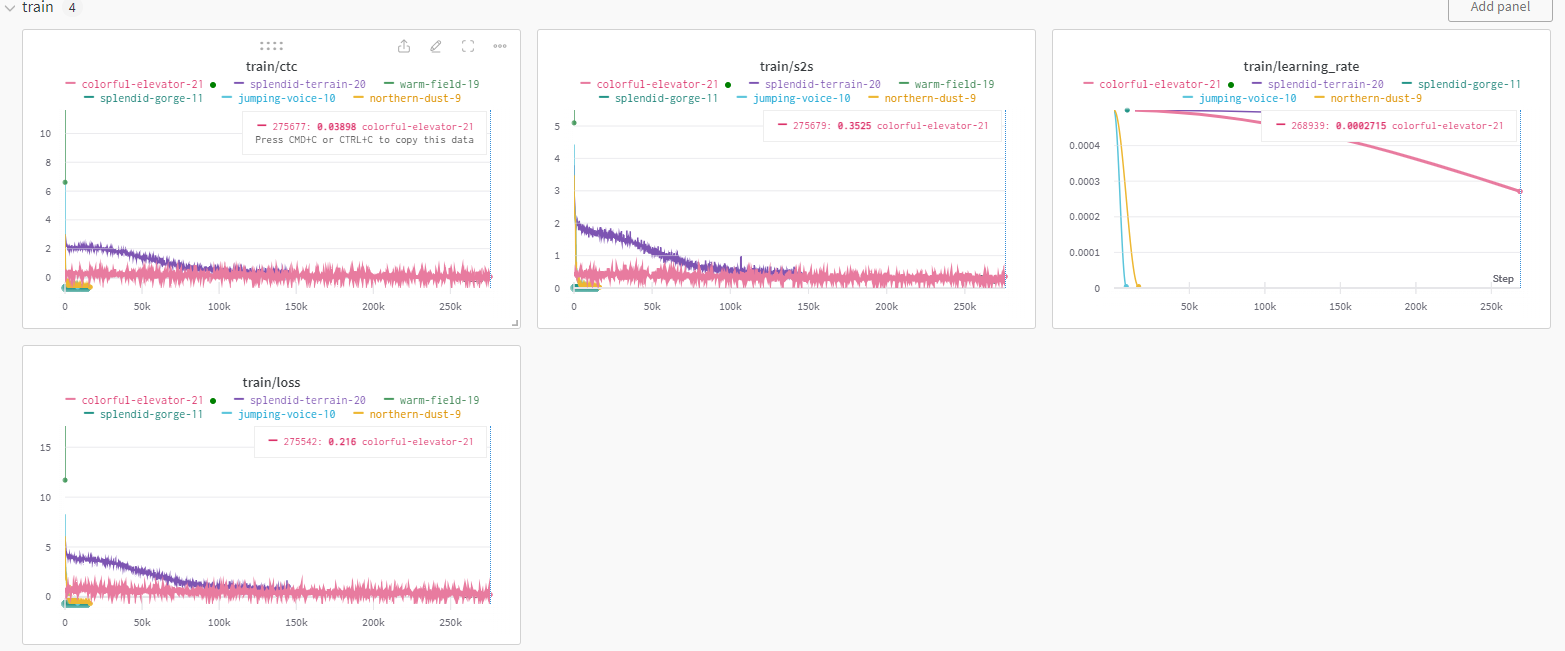 train 4
Add panel
train/ctc
colorful-elevator-21 splendid-terrain-20 warm-field-19
splendid-gorge-11 jumping-voice-10 northern-dust-9
275677: 0.03898 colorful-elevator-21
Press CMD+C or CTRL+C to copy this data
10
8
6
4
2
0
0 50k 100k 150k 200k 250k
train/s2s
colorful-elevator-21 splendid-terrain-20 warm-field-19
splendid-gorge-11 jumping-voice-10 northern-dust-9
275679: 0.3525 colorful-elevator-21
5
4
3
2
1
0
0 50k 100k 150k 200k 250k
train/learning_rate
colorful-elevator-21 splendid-terrain-20 splendid-gorge-11
jumping-voice-10 northern-dust-9
268939: 0.0002715 colorful-elevator-21
0.0004
0.0003
0.0002
0.0001
0
Step
50k 100k 150k 200k 250k
train/loss
colorful-elevator-21 splendid-terrain-20 warm-field-19
splendid-gorge-11 jumping-voice-10 northern-dust-9
275542: 0.216 colorful-elevator-21
15
10
5
0
0 50k 100k 150k 200k 250k